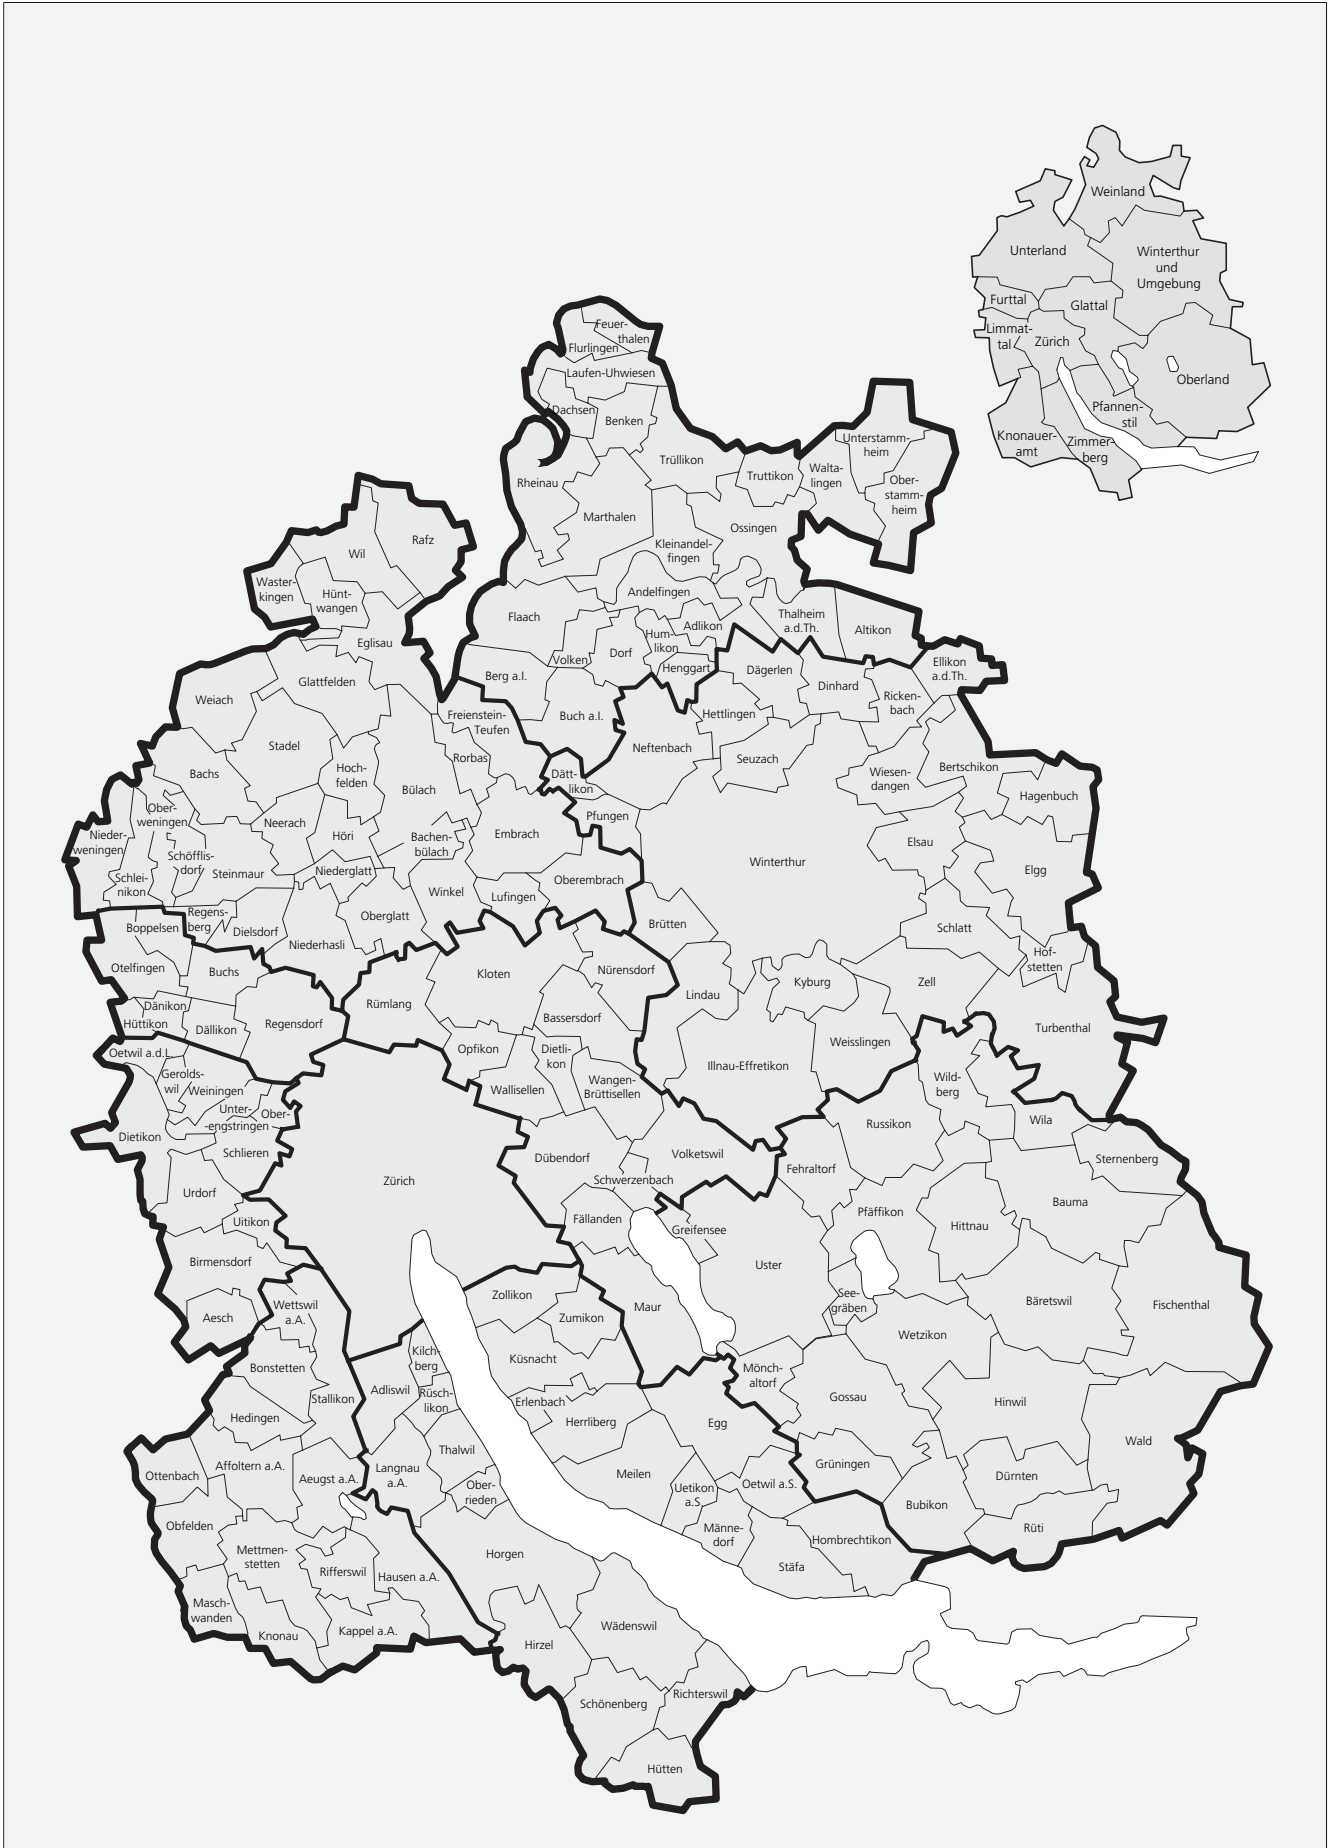 Weinland
Unterland
Winterthur
und
Umgebung
Furttal
Glattal
Limmat-
tal
Zürich
Oberland
Pfannen-
stil
Knonauer-
amt
Zimmer-
berg
Feuer-
thalen
Flurlingen
Laufen-Uhwiesen
Dachsen
Benken
Trüllikon
Truttikon
Walta-
lingen
Unterstamm-
heim
Ober-
stamm-
heim
Rheinau
Marthalen
Ossingen
Kleinandel-
fingen
Andelfingen
Flaach
Volken
Dorf
Hum-
likon
Adlikon
Henggart
Thalheim
a.d.Th.
Altikon
Berg a.I.
Buch a.I.
Rafz
Wil
Waster-
kingen
Hünt-
wangen
Eglisau
Glattfelden
Weiach
Stadel
Bachs
Hoch-
felden
Bülach
Freienstein-
Teufen
Rorbas
Dätt-
likon
Pfungen
Neftenbach
Hettlingen
Dägerlen
Dinhard
Ricken-
bach
Ellikon
a.d.Th.
Seuzach
Wiesen-
dangen
Bertschikon
Hagenbuch
Elsau
Elgg
Winterthur
Schlatt
Hof-
stetten
Brütten
Nieder-
weningen
Ober-
weningen
Schöfflis-
dorf
Schlei-
nikon
Steinmaur
Neerach
Höri
Niederglatt
Bachen-
bülach
Embrach
Winkel
Lufingen
Oberembrach
Oberglatt
Regens-
berg
Dielsdorf
Niederhasli
Boppelsen
Otelfingen
Buchs
Dänikon
Hüttikon
Dällikon
Regensdorf
Rümlang
Kloten
Nürensdorf
Bassersdorf
Opfikon
Dietli-
kon
Wallisellen
Wangen-
Brüttisellen
Lindau
Kyburg
Zell
Turbenthal
Illnau-Effretikon
Weisslingen
Wild-
berg
Wila
Russikon
Sternenberg
Oetwil a.d.L.
Gerolds-
wil
Weiningen
Unter-
Ober-
-engstringen
Dietikon
Schlieren
Urdorf
Uitikon
Birmensdorf
Aesch
Zürich
Dübendorf
Volketswil
Schwerzenbach
Fällanden
Greifensee
Uster
Maur
Fehraltorf
Pfäffikon
Hittnau
Bauma
See-
gräben
Wetzikon
Bäretswil
Fischenthal
Mönch-
altorf
Gossau
Hinwil
Wald
Grüningen
Bubikon
Dürnten
Rüti
Zollikon
Zumikon
Küsnacht
Erlenbach
Herrliberg
Egg
Meilen
Uetikon
a.S.
Oetwil a.S.
Männe-
dorf
Stäfa
Hombrechtikon
Wettswil
a.A.
Bonstetten
Stallikon
Hedingen
Affoltern a.A.
Aeugst a.A.
Ottenbach
Obfelden
Mettmen-
stetten
Rifferswil
Hausen a.A.
Masch-
wanden
Knonau
Kappel a.A.
Kilch-
berg
Adliswil
Rüsch-
likon
Thalwil
Langnau
a.A.
Ober-
rieden
Horgen
Wädenswil
Hirzel
Schönenberg
Richterswil
Hütten